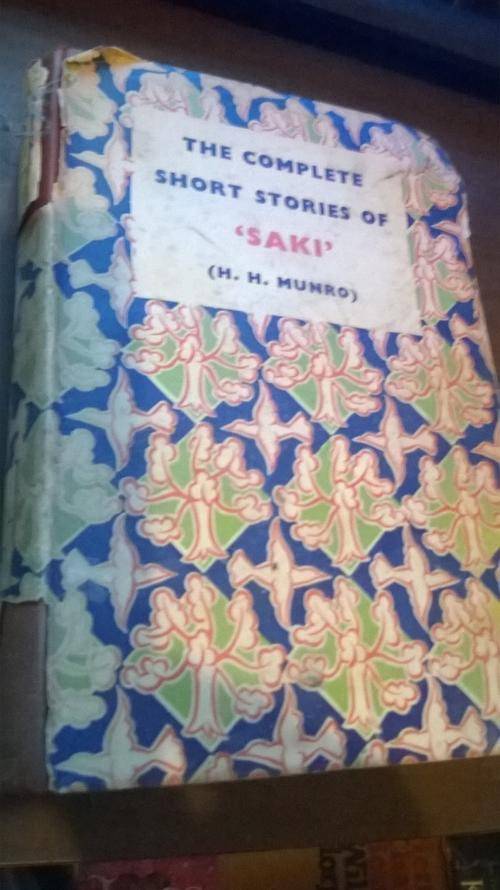 THE COMPLETE
SHORT STORIES OF
'SAKI'
(H. H. MUNRO)